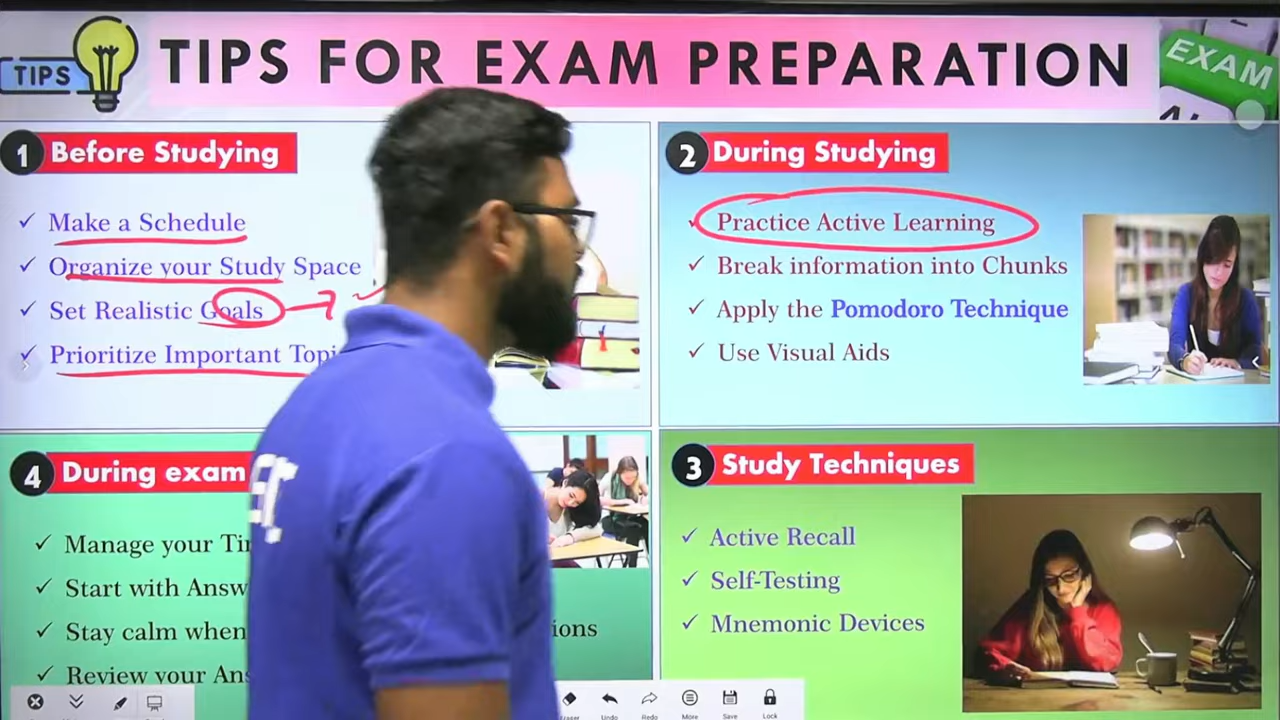 TIPS
TIPS FOR EXAM PREPARATION
EXAM
1 Before Studying
✓ Make a Schedule
✓ Organize your Study Space
✓ Set Realistic Goals
✓ Prioritize Important
2 During Studying
✓ Practice Active Learning
✓ Break information into Chunks
✓ Apply the Pomodoro Technique
✓ Use Visual Aids
4 During exam
✓ Manage your
✓ Start with
✓ Stay calm when
✓ Review your
3 Study Techniques
✓ Active Recall
✓ Self-Testing
✓ Mnemonic Devices
Undo
Redo
More
Save
Lock